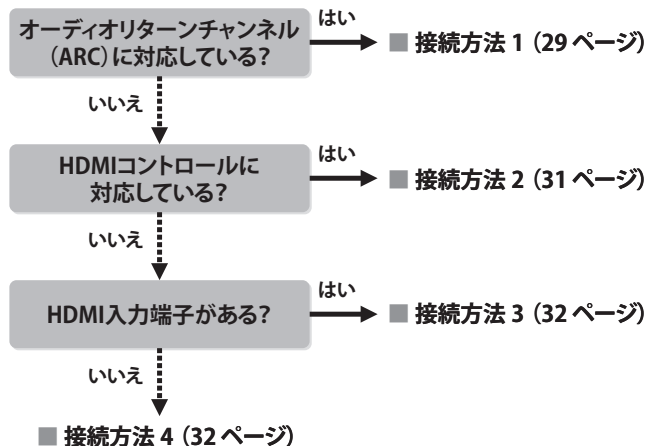 オーディオリターンチャンネル
（ARC）に対応している？
はい
■ 接続方法 1（29 ページ）
いいえ
HDMIコントロールに
対応している？
はい
■ 接続方法 2（31 ページ）
いいえ
HDMI入力端子がある？
はい
■ 接続方法 3（32 ページ）
いいえ
■ 接続方法 4（32 ページ）